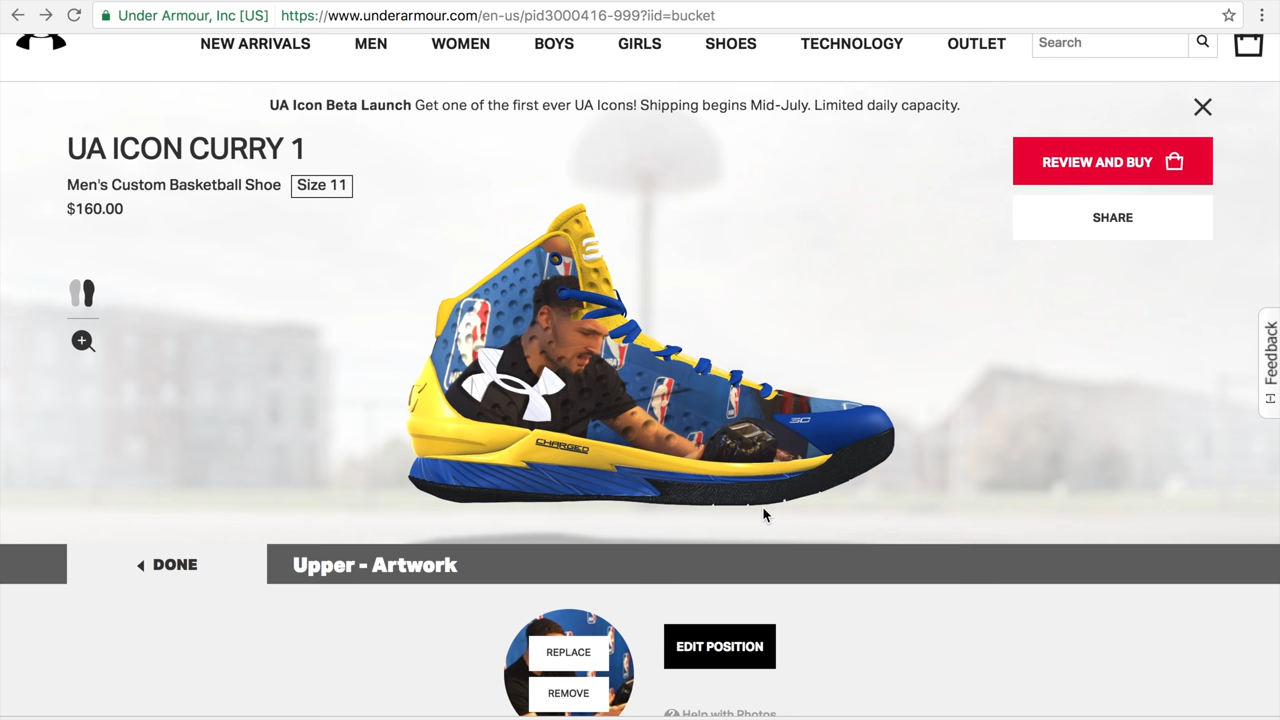 Under Armour, Inc [US] https://www.underarmour.com/en-us/pid3000416-999?iid=bucket
NEW ARRIVALS MEN WOMEN BOYS GIRLS SHOES TECHNOLOGY OUTLET Search
UA Icon Beta Launch Get one of the first ever UA Icons! Shipping begins Mid-July. Limited daily capacity.
UA ICON CURRY 1
Men's Custom Basketball Shoe Size 11
$160.00
REVIEW AND BUY
SHARE
[-] Feedback
30
CHARGED
DONE
Upper - Artwork
REPLACE
REMOVE
EDIT POSITION
? Help with Photos